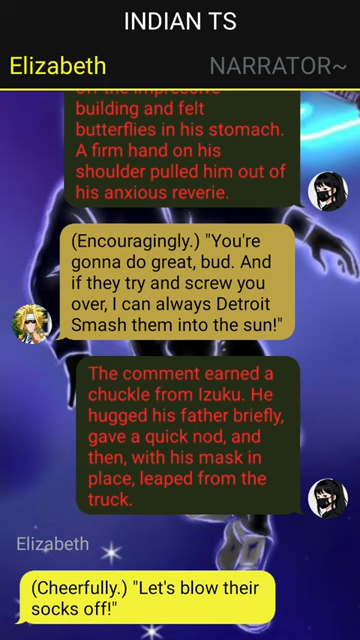 INDIAN TS
Elizabeth
NARRATOR~
on the impressive
building and felt
butterflies in his stomach.
A firm hand on his
shoulder pulled him out of
his anxious reverie.
(Encouragingly.) "You're
gonna do great, bud. And
if they try and screw you
over, I can always Detroit
Smash them into the sun!"
The comment earned a
chuckle from Izuku. He
hugged his father briefly,
gave a quick nod, and
then, with his mask in
place, leaped from the
truck.
Elizabeth
(Cheerfully.) "Let's blow their
socks off!"